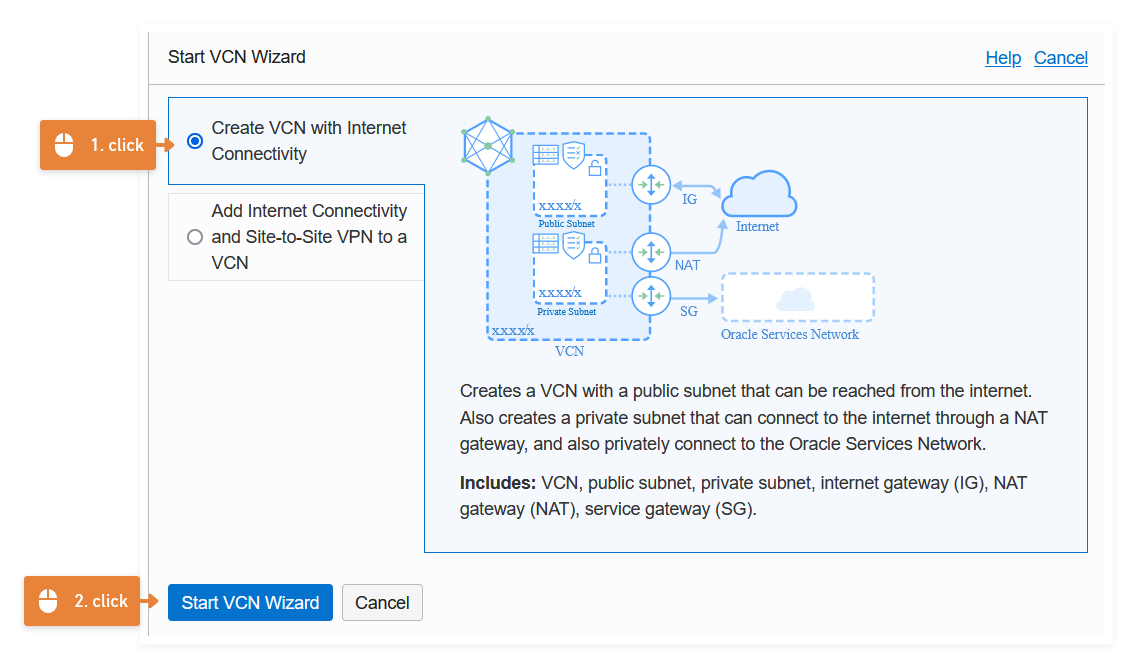 Start VCN Wizard
Help Cancel
1. click
Create VCN with Internet
Connectivity
Add Internet Connectivity
and Site-to-Site VPN to a
VCN
xxxx/x
Public Subnet
xxxx/x
Private Subnet
xxxx/x
VCN
IG
NAT
SG
Internet
Oracle Services Network
Creates a VCN with a public subnet that can be reached from the internet.
Also creates a private subnet that can connect to the internet through a NAT
gateway, and also privately connect to the Oracle Services Network.
Includes: VCN, public subnet, private subnet, internet gateway (IG), NAT
gateway (NAT), service gateway (SG).
2. click
Start VCN Wizard
Cancel